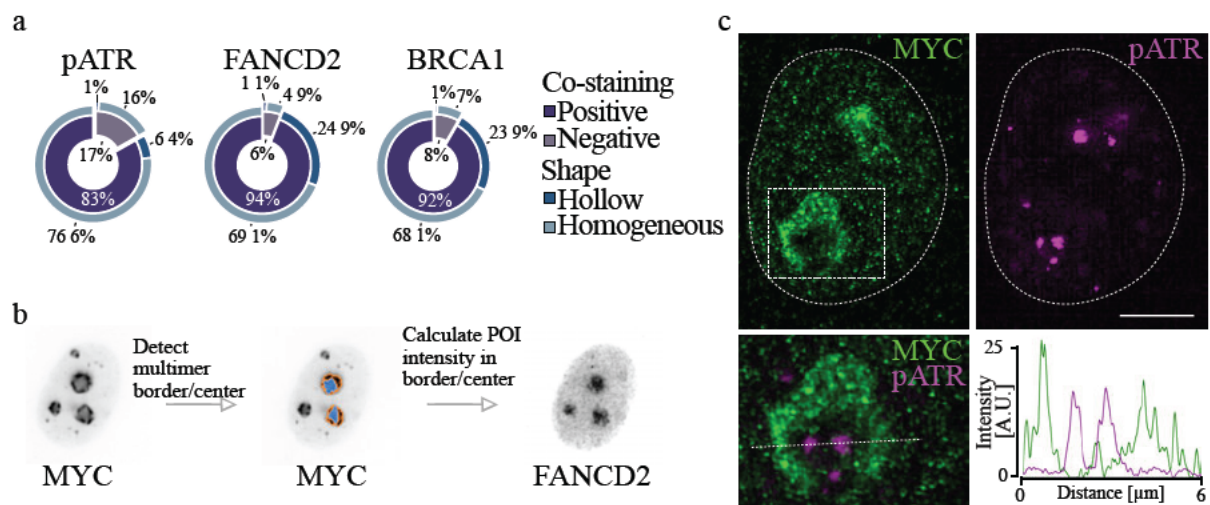 a
pATR
FANCD2
BRCA1
1%
16%
6 4%
17%
83%
76 6%
1 1%
4 9%
24 9%
6%
94%
69 1%
1%
7%
23 9%
8%
92%
68 1%
Co-staining
Positive
Negative
Shape
Hollow
Homogeneous
b
Detect
multimer
border/center
Calculate POI
intensity in
border/center
MYC
MYC
FANCD2
c
MYC
pATR
MYC
pATR
Intensity
[A.U.]
25
0
0
Distance [µm]
6